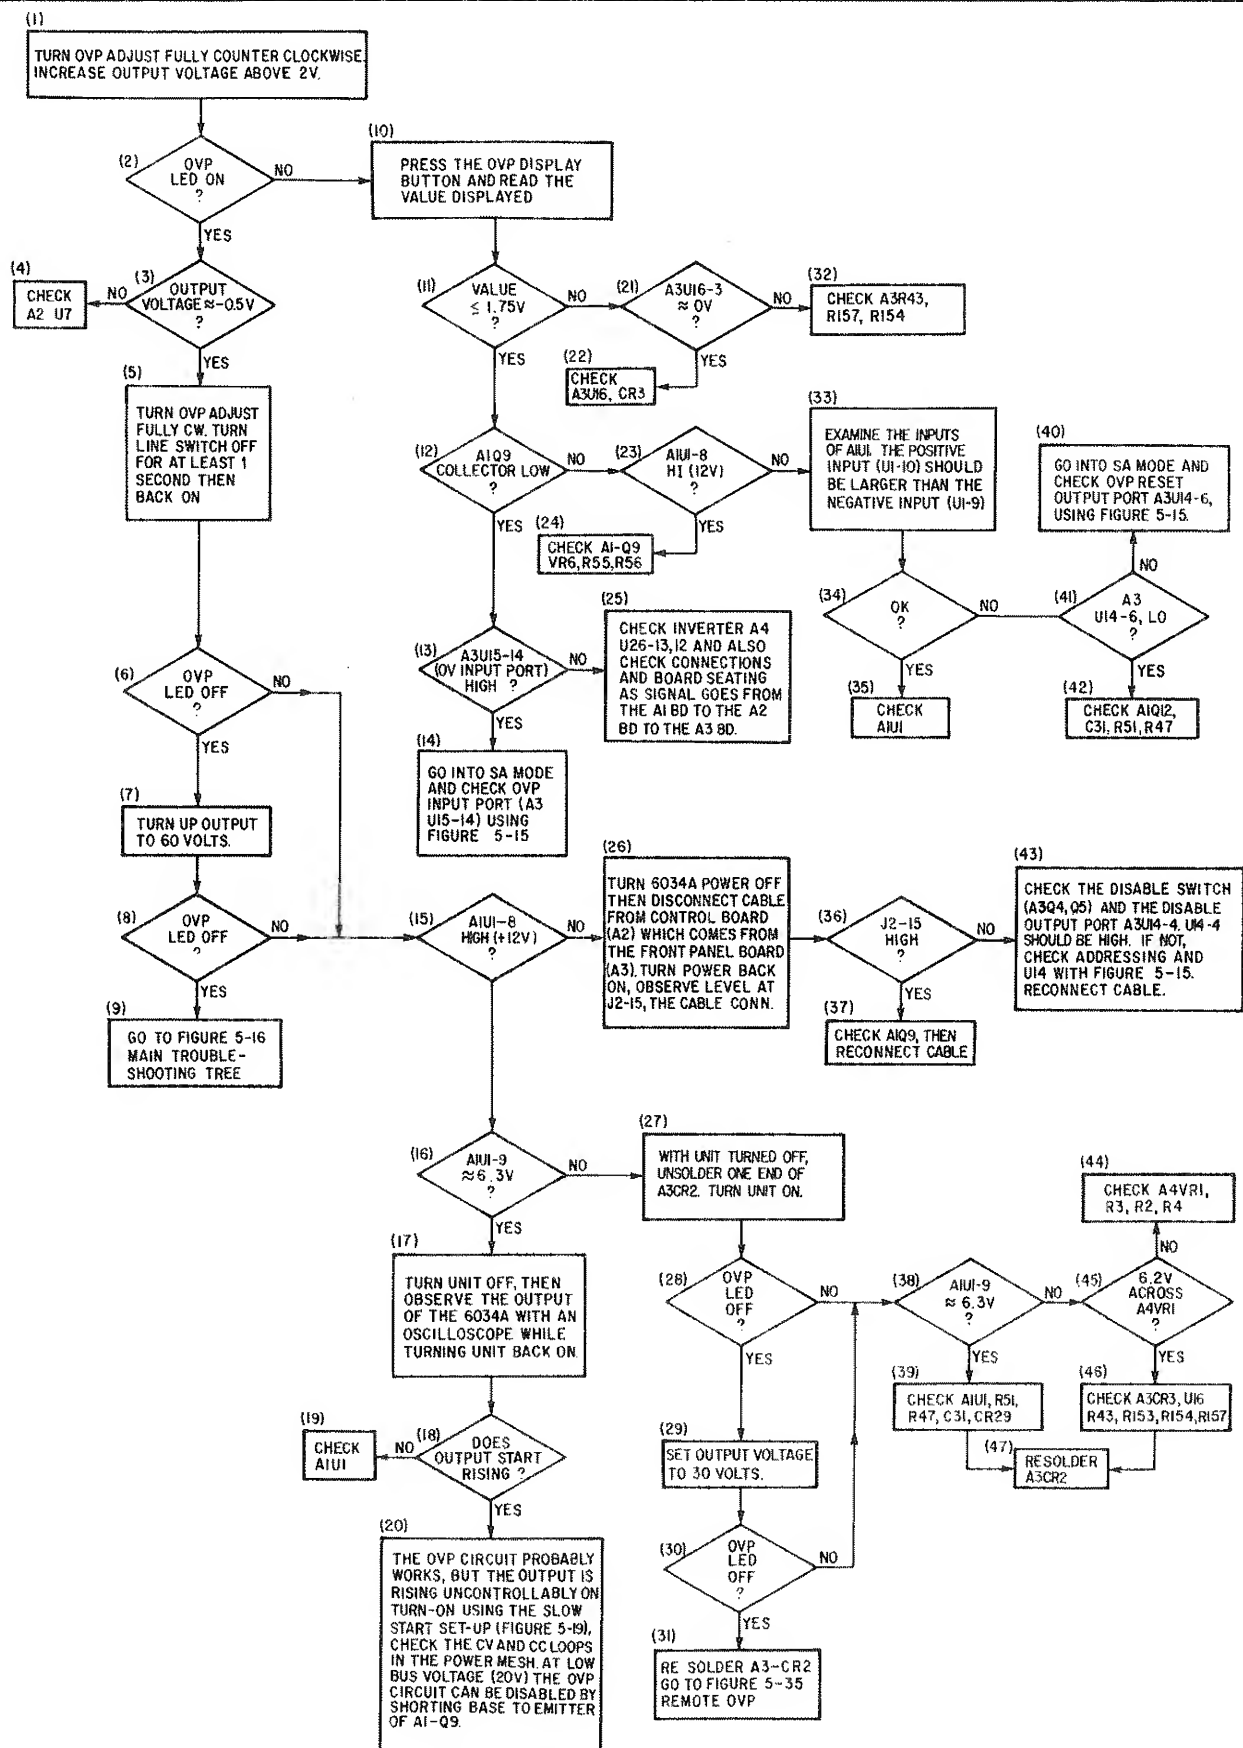 (1)
TURN OVP ADJUST FULLY COUNTER CLOCKWISE.
INCREASE OUTPUT VOLTAGE ABOVE 2V.
(2)
OVP
LED ON
?
NO
YES
(3)
OUTPUT
VOLTAGE ≈ -0.5V
?
NO
YES
(4)
CHECK
A2 U7
(5)
TURN OVP ADJUST
FULLY CW. TURN
LINE SWITCH OFF
FOR AT LEAST 1
SECOND THEN
BACK ON
(6)
OVP
LED OFF
?
NO
YES
(7)
TURN UP OUTPUT
TO 60 VOLTS.
(8)
OVP
LED OFF
?
NO
YES
(9)
GO TO FIGURE 5-16
MAIN TROUBLE-
SHOOTING TREE
(10)
PRESS THE OVP DISPLAY
BUTTON AND READ THE
VALUE DISPLAYED
(11)
VALUE
≤ 1.75V
?
NO
YES
(12)
A1Q9
COLLECTOR LOW
?
NO
YES
(13)
A3U15-14
(OV INPUT PORT)
HIGH ?
NO
YES
(14)
GO INTO SA MODE
AND CHECK OVP
INPUT PORT (A3
U15-14) USING
FIGURE 5-15
(15)
A1U1-8
HIGH (+12V)
?
NO
YES
(16)
A1U1-9
≈ 6.3V
?
NO
YES
(17)
TURN UNIT OFF, THEN
OBSERVE THE OUTPUT
OF THE 6034A WITH AN
OSCILLOSCOPE WHILE
TURNING UNIT BACK ON.
(18)
DOES
OUTPUT START
RISING ?
NO
YES
(19)
CHECK
A1U1
(20)
THE OVP CIRCUIT PROBABLY
WORKS, BUT THE OUTPUT IS
RISING UNCONTROLLABLY ON
TURN-ON USING THE SLOW
START SET-UP (FIGURE 5-19),
CHECK THE CV AND CC LOOPS
IN THE POWER MESH. AT LOW
BUS VOLTAGE (20V) THE OVP
CIRCUIT CAN BE DISABLED BY
SHORTING BASE TO EMITTER
OF A1-Q9.
(21)
A3U16-3
≈ 0V
?
NO
YES
(22)
CHECK
A3U16, CR3
(23)
A1U1-8
HI (12V)
?
NO
YES
(24)
CHECK A1-Q9
VR6, R55, R56
(25)
CHECK INVERTER A4
U26-13, 12 AND ALSO
CHECK CONNECTIONS
AND BOARD SEATING
AS SIGNAL GOES FROM
THE A1 BD TO THE A2
BD TO THE A3 BD.
(26)
TURN 6034A POWER OFF
THEN DISCONNECT CABLE
FROM CONTROL BOARD
(A2) WHICH COMES FROM
THE FRONT PANEL BOARD
(A3). TURN POWER BACK
ON, OBSERVE LEVEL AT
J2-15, THE CABLE CONN.
(27)
WITH UNIT TURNED OFF,
UNSOLDER ONE END OF
A3CR2. TURN UNIT ON.
(28)
OVP
LED
OFF
?
NO
YES
(29)
SET OUTPUT VOLTAGE
TO 30 VOLTS.
(30)
OVP
LED
OFF
?
NO
YES
(31)
RE SOLDER A3-CR2
GO TO FIGURE 5-35
REMOTE OVP
(32)
CHECK A3R43,
R157, R154
(33)
EXAMINE THE INPUTS
OF A1U1. THE POSITIVE
INPUT (U1-10) SHOULD
BE LARGER THAN THE
NEGATIVE INPUT (U1-9)
(34)
OK
?
NO
YES
(35)
CHECK
A1U1
(36)
J2-15
HIGH
?
NO
YES
(37)
CHECK A1Q9, THEN
RECONNECT CABLE
(38)
A1U1-9
≈ 6.3V
?
NO
YES
(39)
CHECK A1U1, R51,
R47, C31, CR29
(40)
GO INTO SA MODE AND
CHECK OVP RESET
OUTPUT PORT A3U14-6,
USING FIGURE 5-15.
(41)
A3
U14-6, LO
?
NO
YES
(42)
CHECK A1Q12,
C31, R51, R47
(43)
CHECK THE DISABLE SWITCH
(A3Q4, Q5) AND THE DISABLE
OUTPUT PORT A3U14-4. U14-4
SHOULD BE HIGH. IF NOT,
CHECK ADDRESSING AND
U14 WITH FIGURE 5-15.
RECONNECT CABLE.
(44)
CHECK A4VR1,
R3, R2, R4
(45)
6.2V
ACROSS
A4VR1
?
NO
YES
(46)
CHECK A3CR3, U16
R43, R153, R154, R157
(47)
RESOLDER
A3CR2